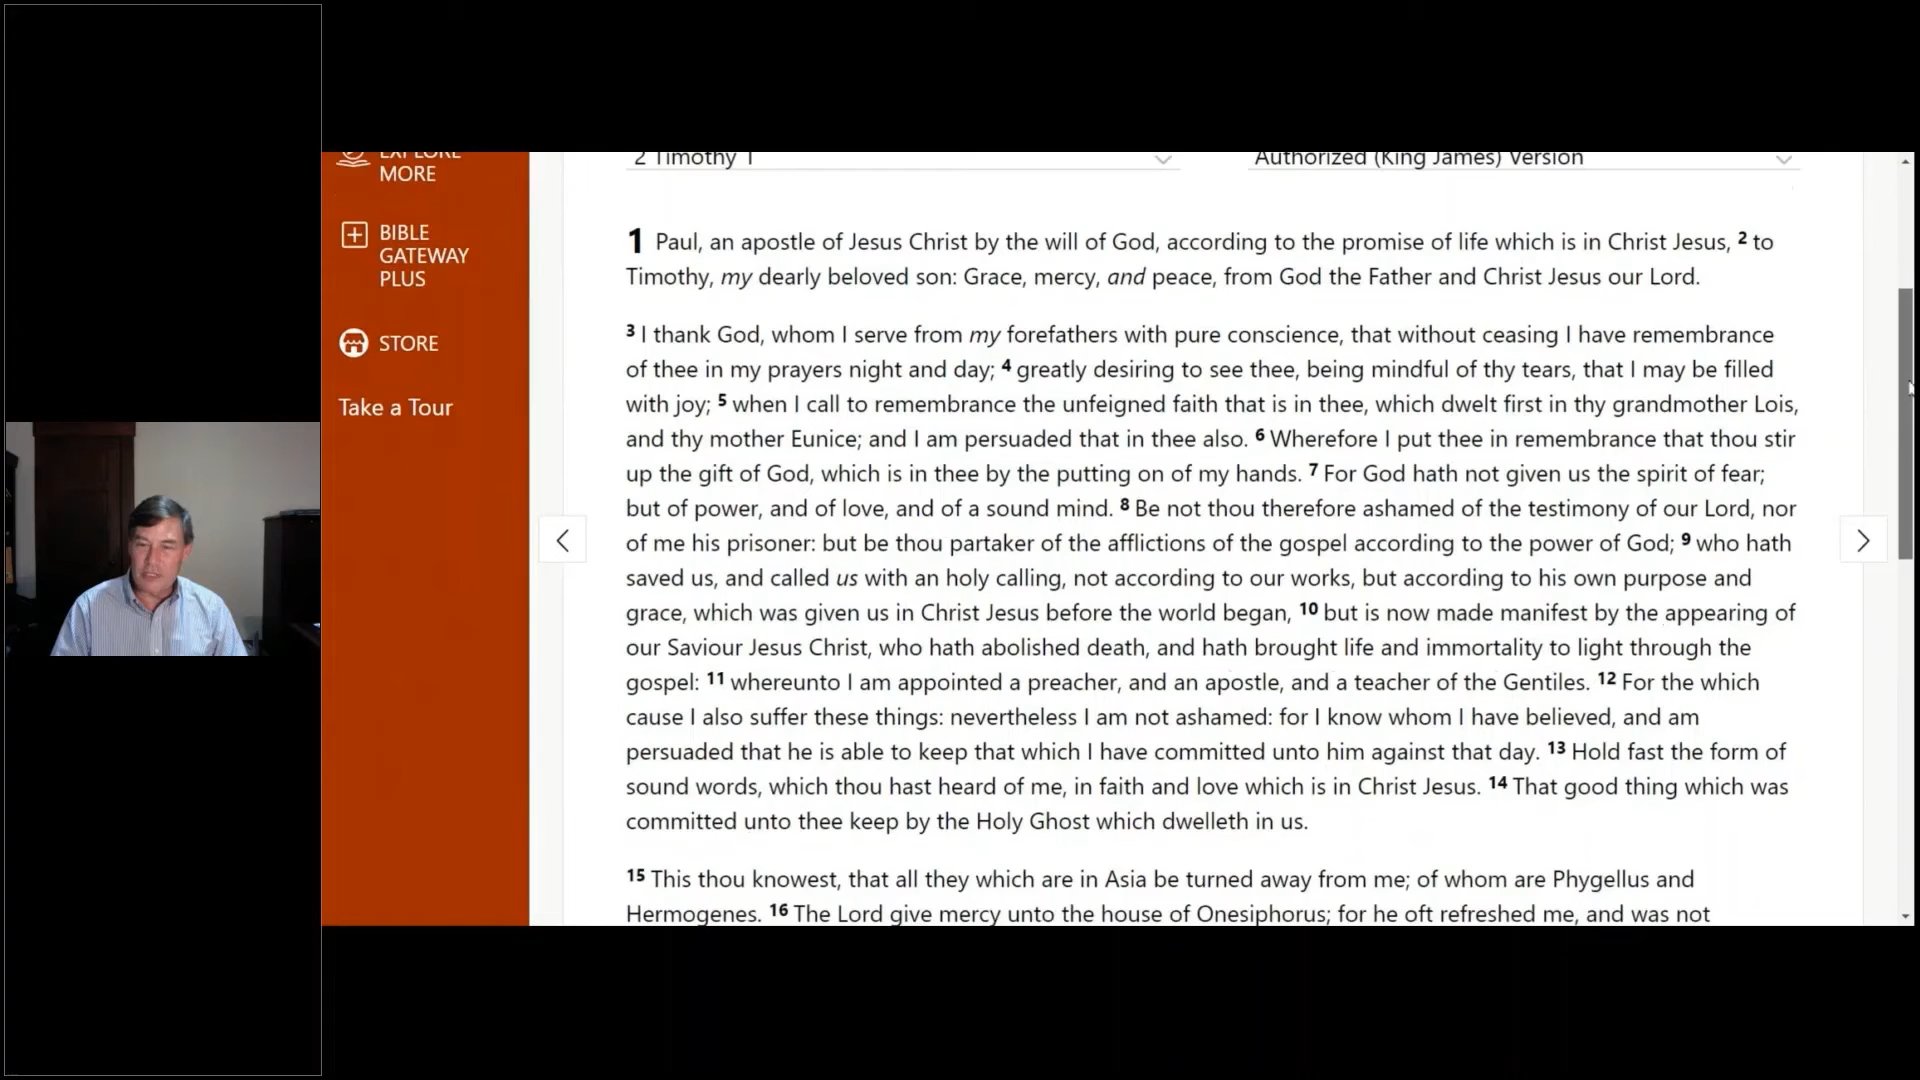 EXPLORE
MORE
BIBLE
GATEWAY
PLUS
STORE
Take a Tour
2 Timothy 1
Authorized (King James) Version
1 Paul, an apostle of Jesus Christ by the will of God, according to the promise of life which is in Christ Jesus, 2 to
Timothy, my dearly beloved son: Grace, mercy, and peace, from God the Father and Christ Jesus our Lord.
3 I thank God, whom I serve from my forefathers with pure conscience, that without ceasing I have remembrance
of thee in my prayers night and day; 4 greatly desiring to see thee, being mindful of thy tears, that I may be filled
with joy; 5 when I call to remembrance the unfeigned faith that is in thee, which dwelt first in thy grandmother Lois,
and thy mother Eunice; and I am persuaded that in thee also. 6 Wherefore I put thee in remembrance that thou stir
up the gift of God, which is in thee by the putting on of my hands. 7 For God hath not given us the spirit of fear;
but of power, and of love, and of a sound mind. 8 Be not thou therefore ashamed of the testimony of our Lord, nor
of me his prisoner: but be thou partaker of the afflictions of the gospel according to the power of God; 9 who hath
saved us, and called us with an holy calling, not according to our works, but according to his own purpose and
grace, which was given us in Christ Jesus before the world began, 10 but is now made manifest by the appearing of
our Saviour Jesus Christ, who hath abolished death, and hath brought life and immortality to light through the
gospel: 11 whereunto I am appointed a preacher, and an apostle, and a teacher of the Gentiles. 12 For the which
cause I also suffer these things: nevertheless I am not ashamed: for I know whom I have believed, and am
persuaded that he is able to keep that which I have committed unto him against that day. 13 Hold fast the form of
sound words, which thou hast heard of me, in faith and love which is in Christ Jesus. 14 That good thing which was
committed unto thee keep by the Holy Ghost which dwelleth in us.
15 This thou knowest, that all they which are in Asia be turned away from me; of whom are Phygellus and
Hermogenes. 16 The Lord give mercy unto the house of Onesiphorus; for he oft refreshed me, and was not